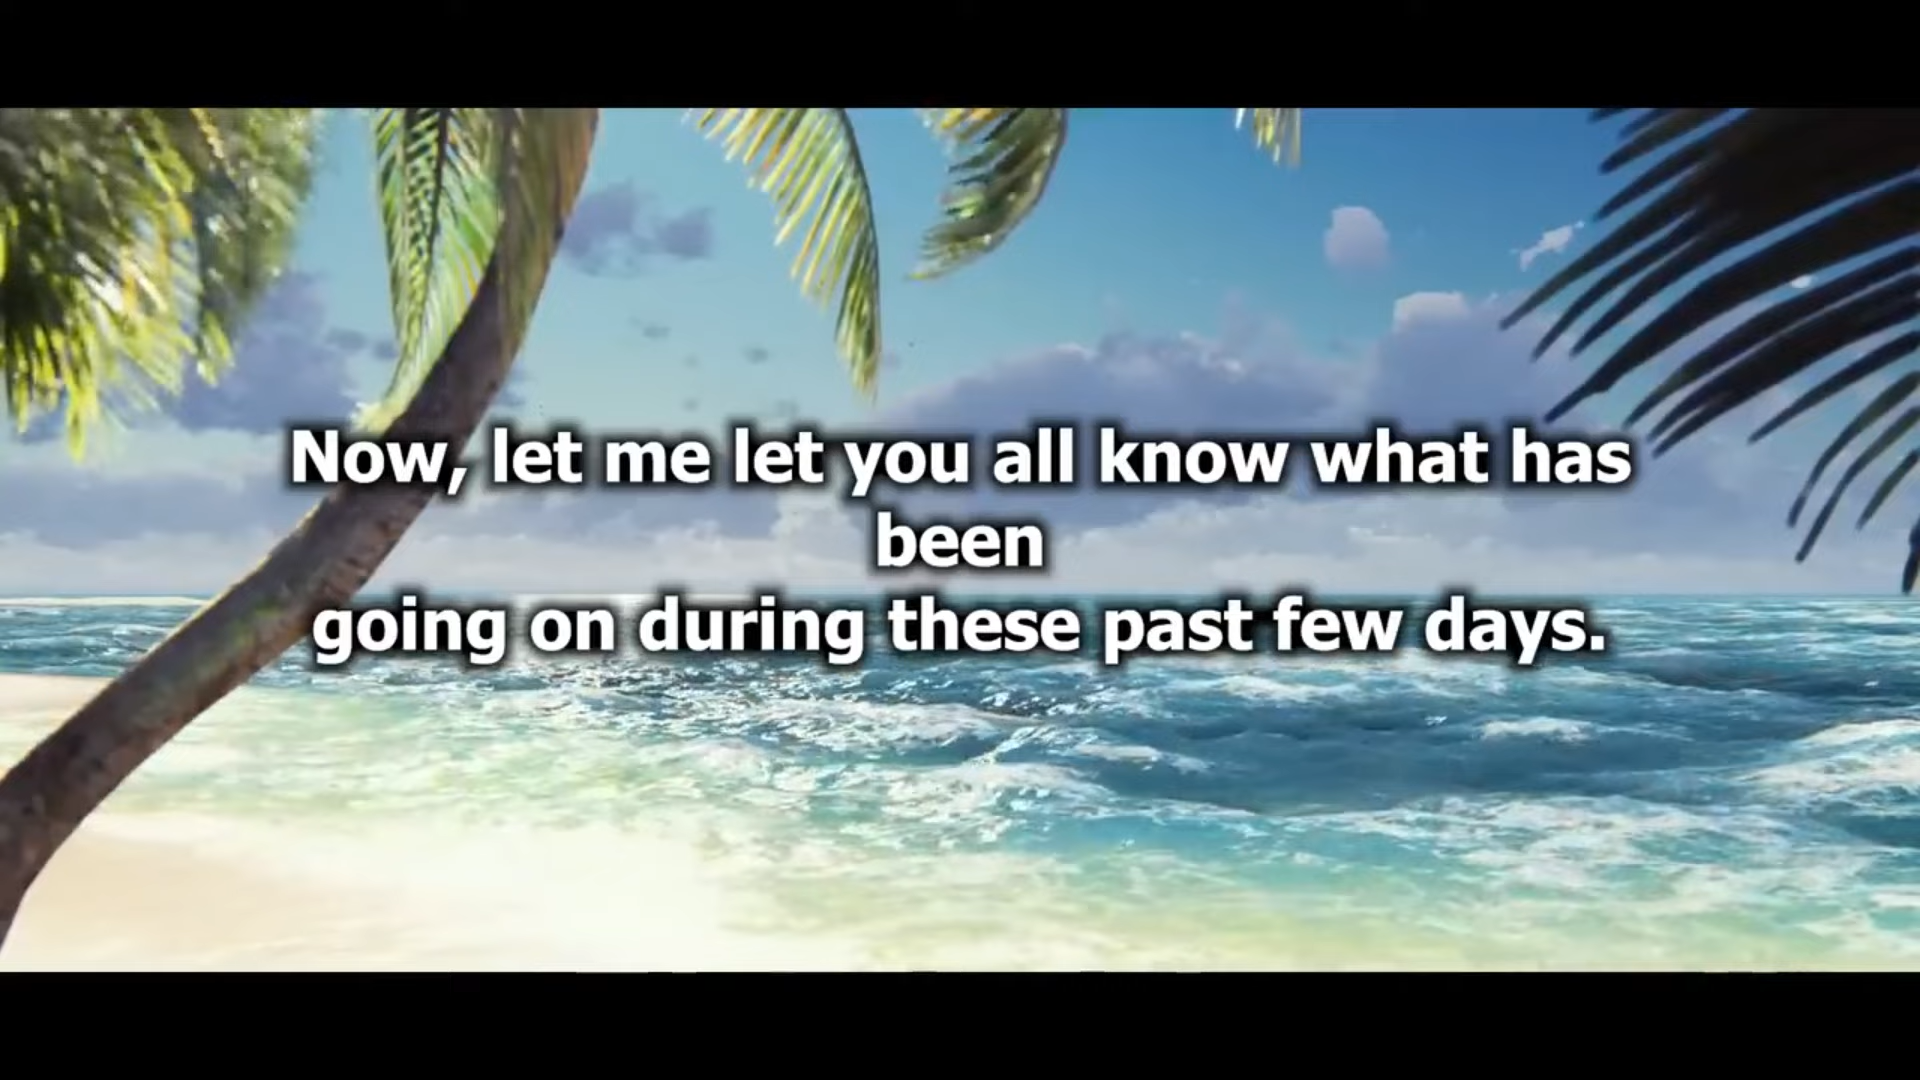 Now, let me let you all know what has
been
going on during these past few days.